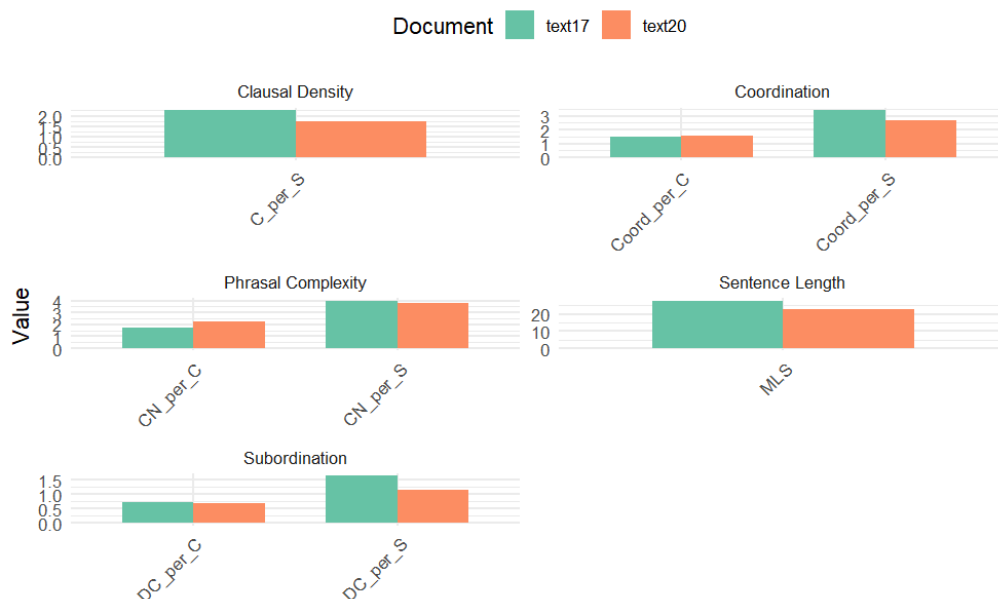 Document text17 text20
Clausal Density
2.0
1.5
1.0
0.5
0.0
C_per_S
Coordination
3
2
1
0
Coord_per_C Coord_per_S
Value
Phrasal Complexity
4
3
2
1
0
CN_per_C CN_per_S
Sentence Length
20
10
0
MLS
Subordination
1.5
1.0
0.5
0.0
DC_per_C DC_per_S